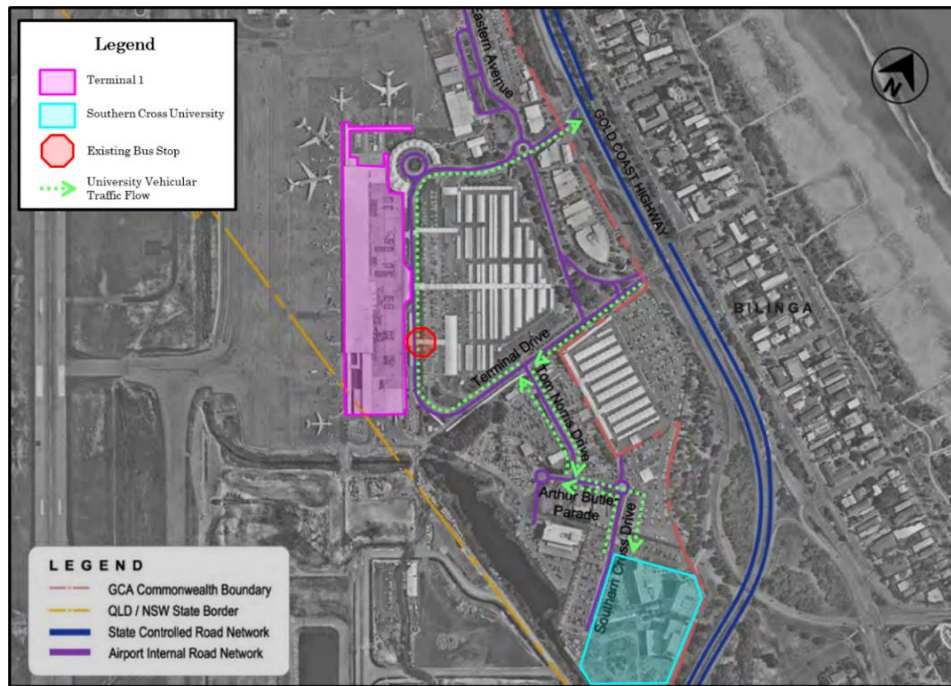 Legend
Terminal 1
Southern Cross University
Existing Bus Stop
University Vehicular
Traffic Flow
Eastern Avenue
N
GOLD COAST HIGHWAY
BILINGA
Terminal Drive
Tom Norris Drive
Arthur Butler
Parade
Southern Cross Drive
LEGEND
GCA Commonwealth Boundary
QLD / NSW State Border
State Controlled Road Network
Airport Internal Road Network